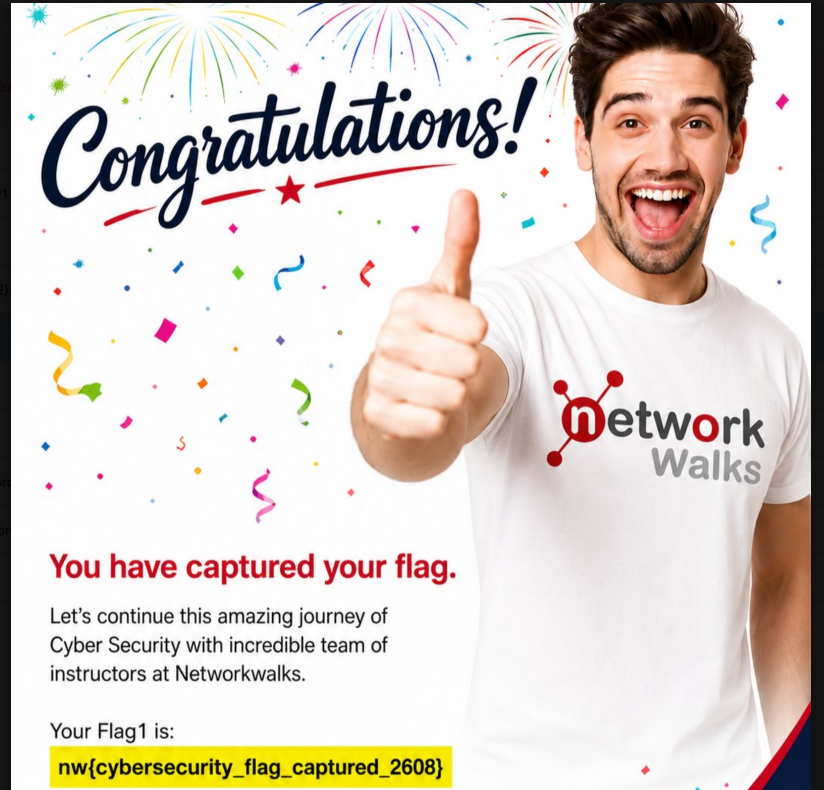 Congratulations!
network
Walks
You have captured your flag.
Let's continue this amazing journey of
Cyber Security with incredible team of
instructors at Networkwalks.
Your Flag1 is:
nw{cybersecurity_flag_captured_2608}